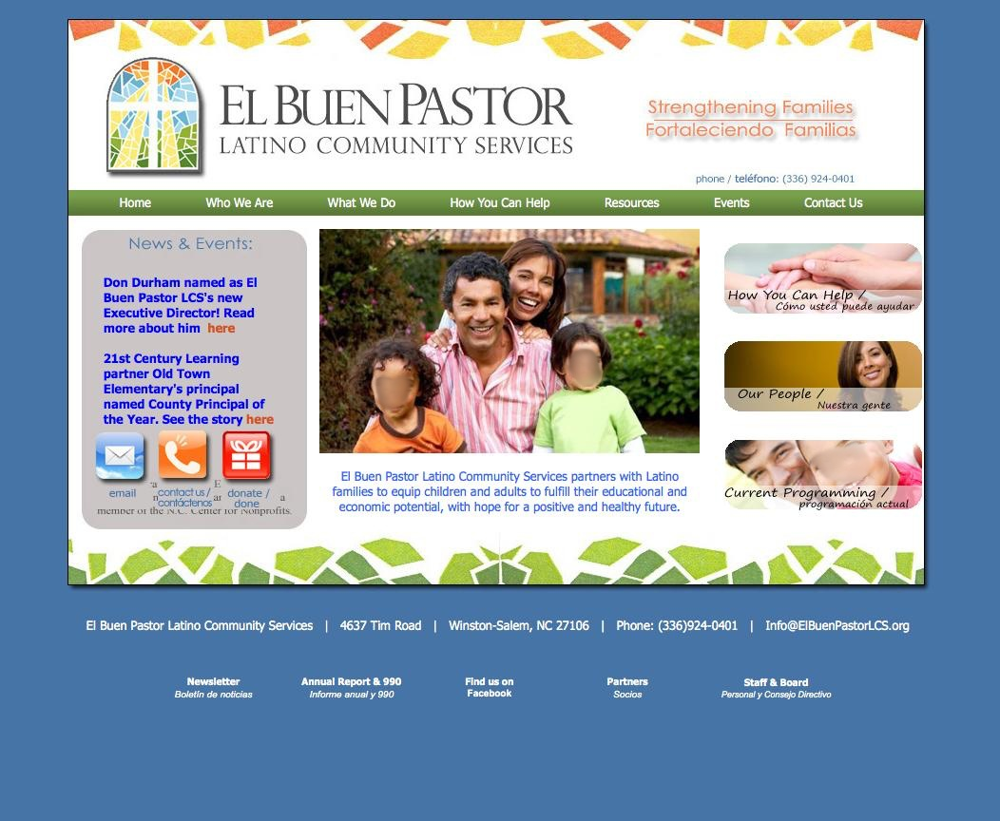 EL BUEN PASTOR
LATINO COMMUNITY SERVICES
Strengthening Families
Fortaleciendo Familias
phone / teléfono: (336) 924-0401
Home Who We Are What We Do How You Can Help Resources Events Contact Us
News & Events:
Don Durham named as El
Buen Pastor LCS's new
Executive Director! Read
more about him here
21st Century Learning
partner Old Town
Elementary's principal
named County Principal of
the Year. See the story here
email
contact us /
contáctenos
donate /
done
member of the N.C. Center for Nonprofits.
El Buen Pastor Latino Community Services partners with Latino
families to equip children and adults to fulfill their educational and
economic potential, with hope for a positive and healthy future.
How You Can Help /
Cómo usted puede ayudar
Our People /
Nuestra gente
Current Programming /
programación actual
El Buen Pastor Latino Community Services | 4637 Tim Road | Winston-Salem, NC 27106 | Phone: (336)924-0401 | Info@ElBuenPastorLCS.org
Newsletter
Boletín de noticias
Annual Report & 990
Informe anual y 990
Find us on
Facebook
Partners
Socios
Staff & Board
Personal y Consejo Directivo